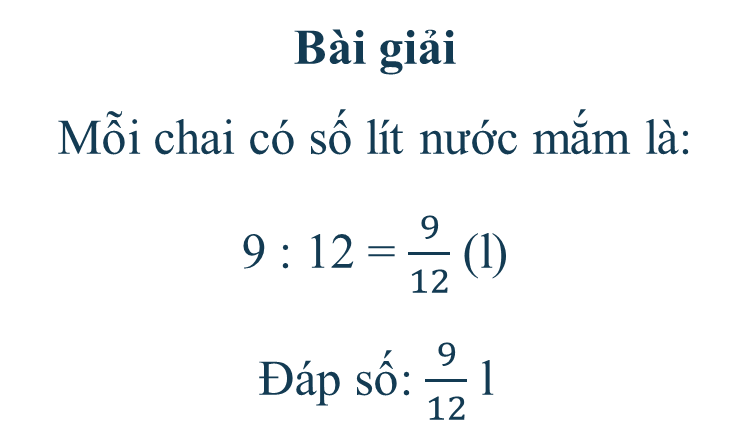 Bài giải
Mỗi chai có số lít nước mắm là:
9 : 12 = 9/12 (l)
Đáp số: 9/12 l